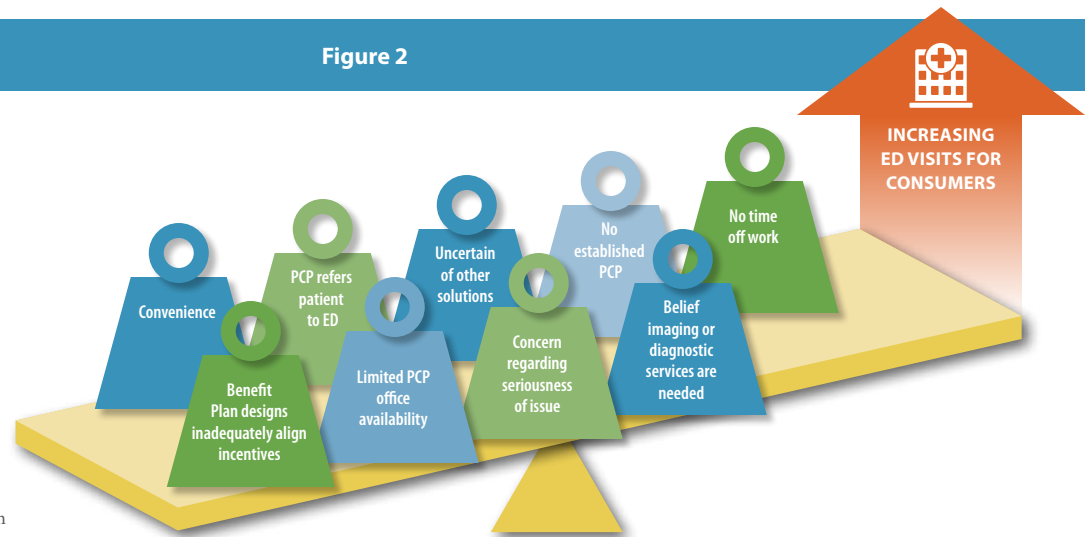 Figure 2
INCREASING
ED VISITS FOR
CONSUMERS
Convenience
PCP refers
patient
to ED
Uncertain
of other
solutions
No
established
PCP
No time
off work
Benefit
Plan designs
inadequately align
incentives
Limited PCP
office
availability
Concern
regarding
seriousness
of issue
Belief
imaging or
diagnostic
services are
needed